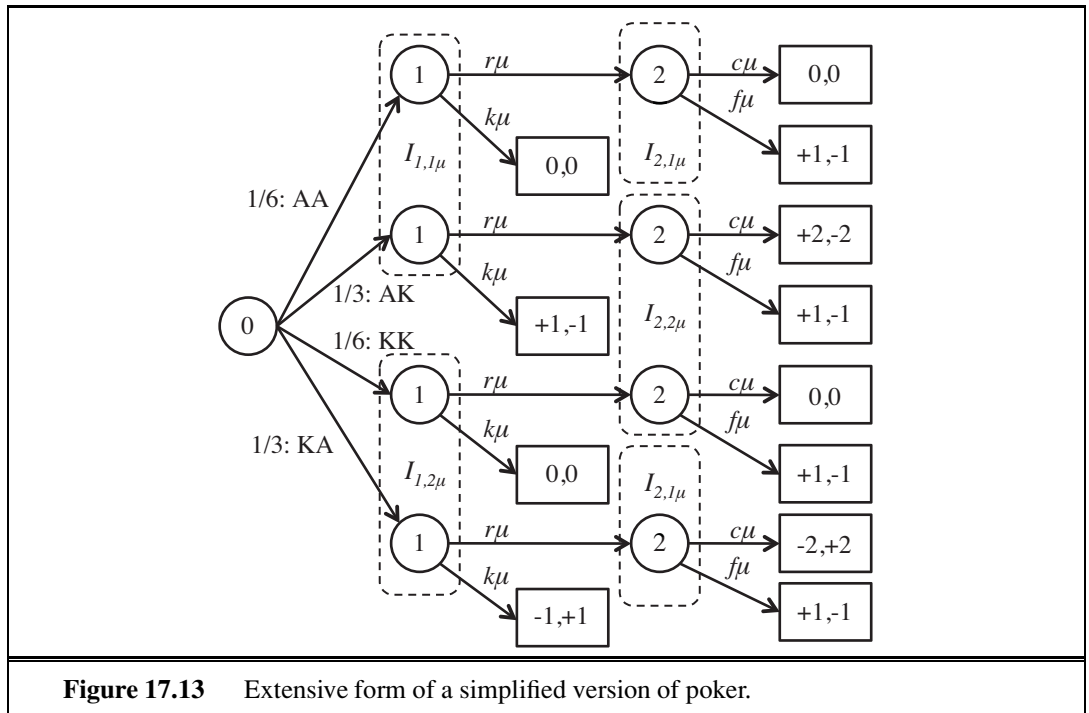 1 rμ 2 cμ 0,0
fμ
kμ
I1,1μ I2,1μ
0,0 +1,-1
1/6: AA
1 rμ 2 cμ +2,-2
fμ
kμ
1/3: AK
+1,-1 I2,2μ +1,-1
0
1/6: KK
1 rμ 2 cμ 0,0
fμ
kμ
1/3: KA
I1,2μ 0,0 I2,1μ +1,-1
1 rμ 2 cμ -2,+2
fμ
kμ
-1,+1 +1,-1
Figure 17.13 Extensive form of a simplified version of poker.